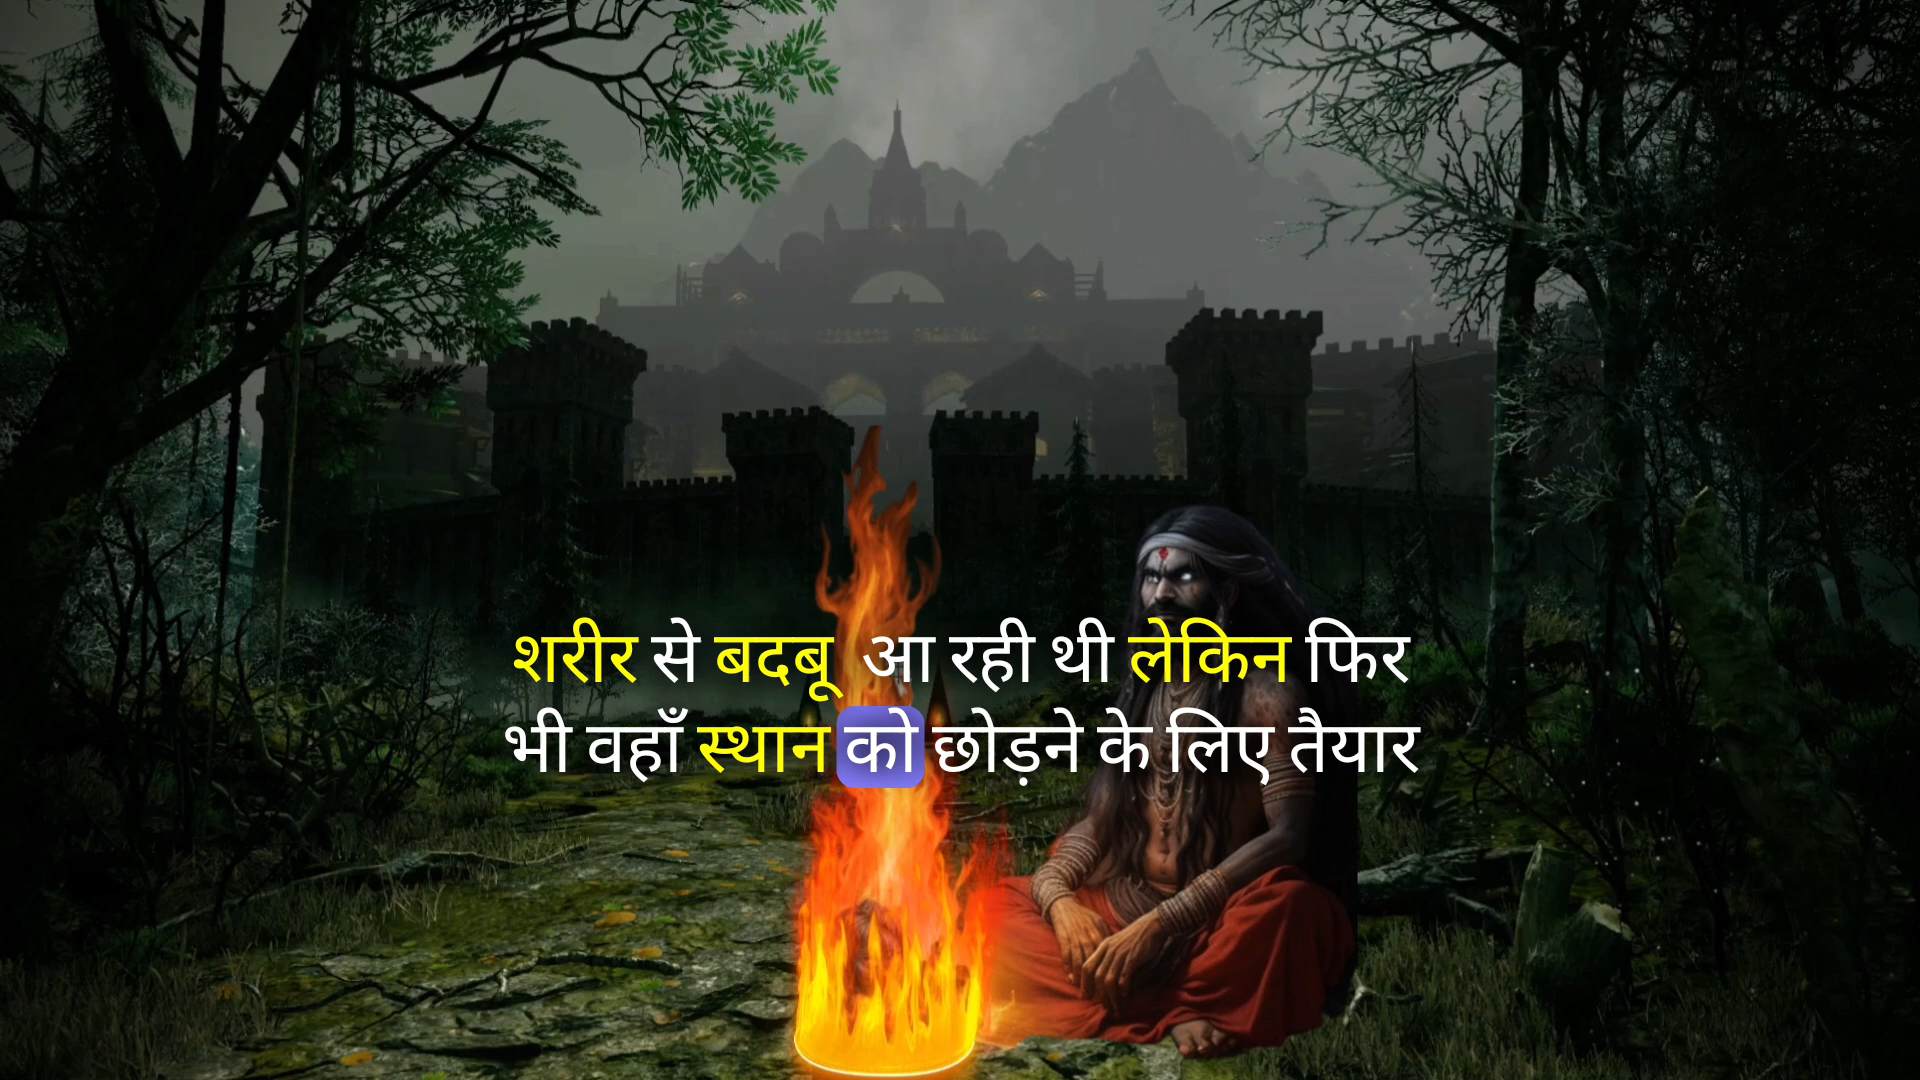 शरीर से बदबू आ रही थी लेकिन फिर
भी वहाँ स्थान को छोड़ने के लिए तैयार